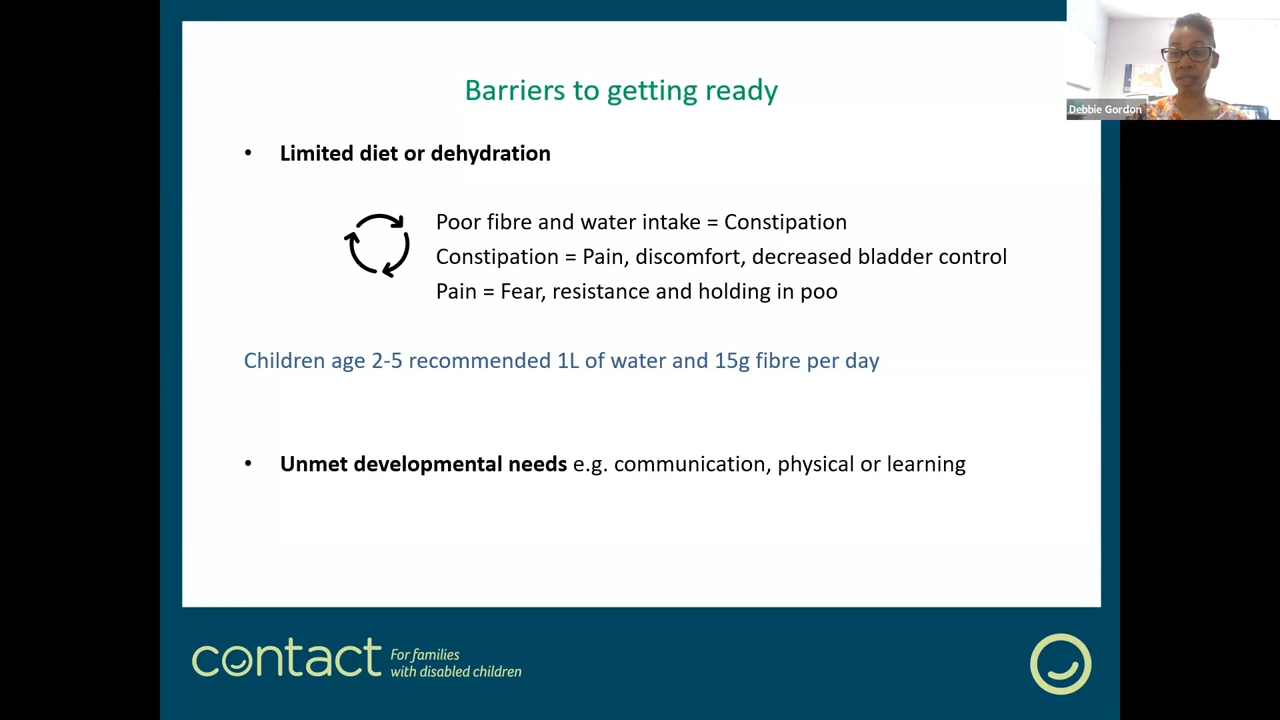 Barriers to getting ready
Debbie Gordon
• Limited diet or dehydration
Poor fibre and water intake = Constipation
Constipation = Pain, discomfort, decreased bladder control
Pain = Fear, resistance and holding in poo
Children age 2-5 recommended 1L of water and 15g fibre per day
• Unmet developmental needs e.g. communication, physical or learning
contact
For families
with disabled children